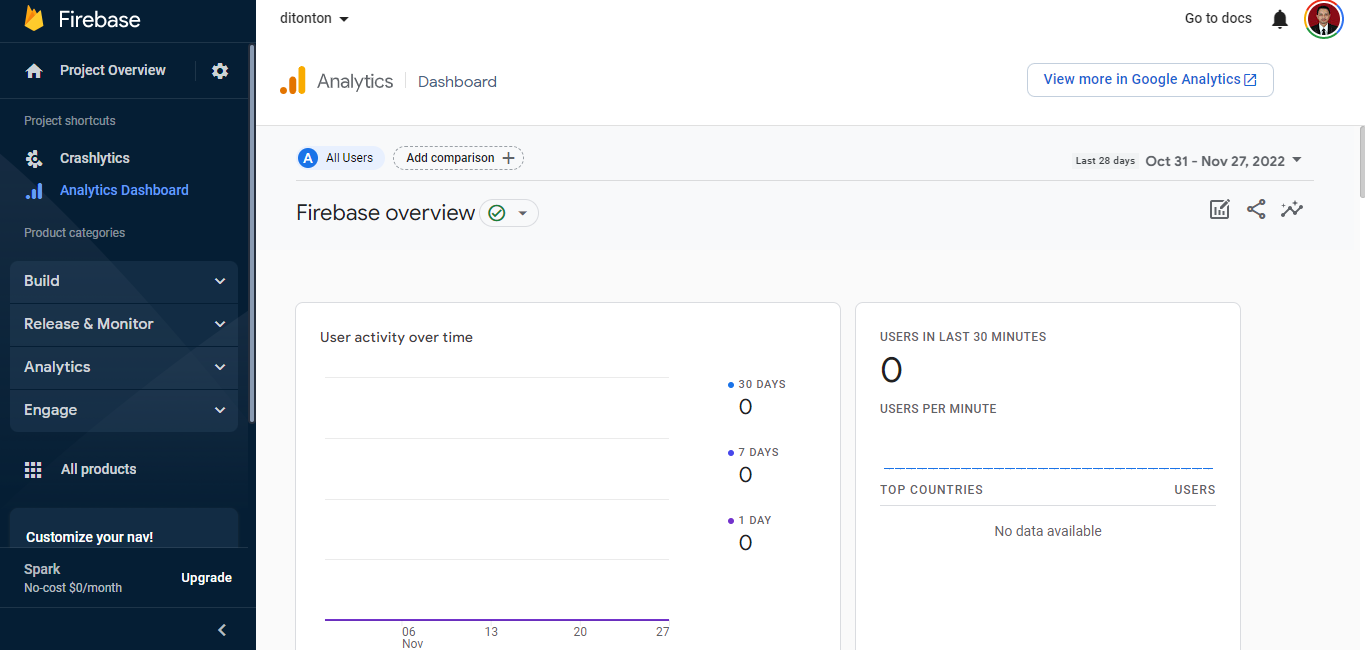 Firebase
ditonton
Go to docs
Project Overview
Analytics
Dashboard
View more in Google Analytics
Project shortcuts
Crashlytics
Analytics Dashboard
Product categories
Build
Release & Monitor
Analytics
Engage
All products
Customize your nav!
Spark
No-cost $0/month
Upgrade
A All Users
Add comparison
Last 28 days Oct 31 - Nov 27, 2022
Firebase overview
User activity over time
30 DAYS
0
7 DAYS
0
1 DAY
0
06 13 20 27
Nov
USERS IN LAST 30 MINUTES
0
USERS PER MINUTE
TOP COUNTRIES USERS
No data available